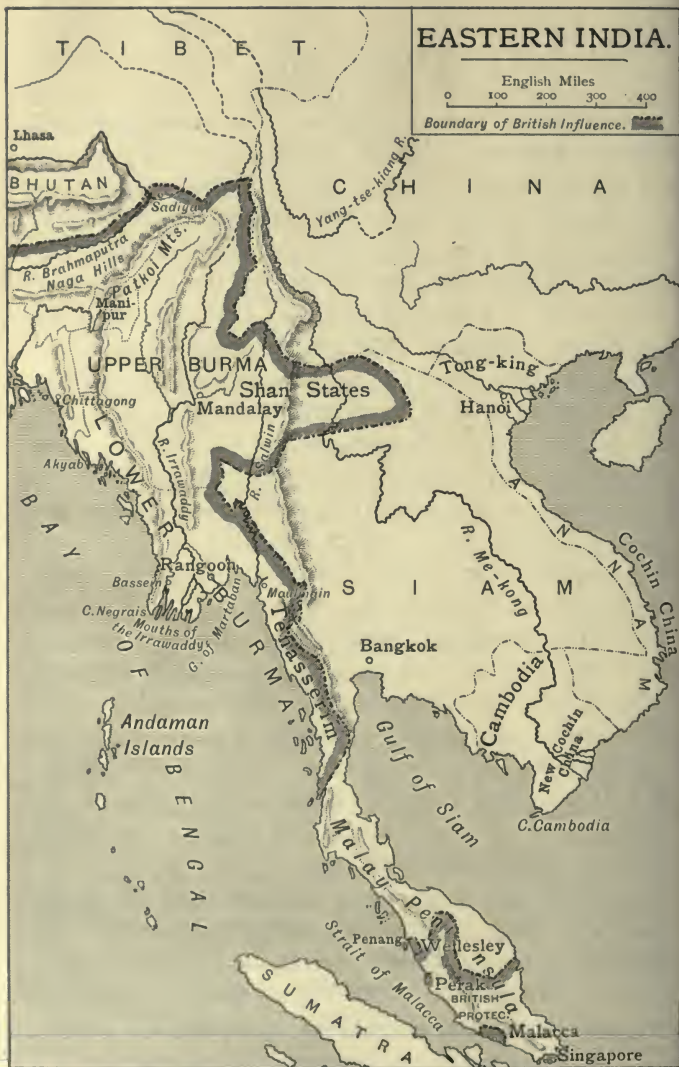 EASTERN INDIA.
English Miles
0 100 200 300 400
Boundary of British Influence.
TIBET
Lhasa
BHUTAN
CHINA
Yang-tse-kiang R.
Sadiya
R. Brahmaputra
Naga Hills
Patkoi Mts.
Mani-
pur
UPPER BURMA
Shan States
Tong-king
Hanoi
Chittagong
Mandalay
R. Salwin
R. Irrawaddy
Akyab
LOWER BURMA
BAY OF BENGAL
Rangoon
Bassein
Maulmain
C. Negrais
Mouths of
the Irrawaddy
G. of Martaban
Tenasserim
SIAM
R. Me-kong
ANNAM
Cochin China
Bangkok
Cambodia
New Cochin
China
C. Cambodia
Andaman
Islands
Gulf of Siam
Malay Peninsula
Penang
Wellesley
Strait of Malacca
Perak
BRITISH
PROTEC.
Malacca
SUMATRA
Singapore